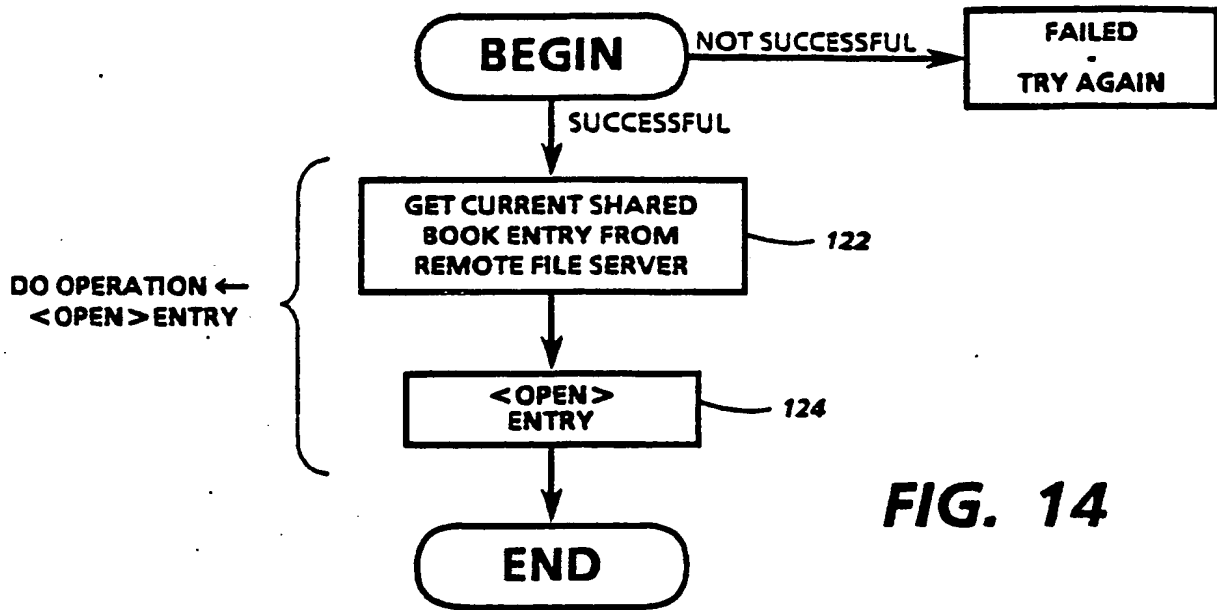 BEGIN
NOT SUCCESSFUL
FAILED
-
TRY AGAIN
SUCCESSFUL
GET CURRENT SHARED
BOOK ENTRY FROM
REMOTE FILE SERVER
122
DO OPERATION ←
<OPEN> ENTRY
<OPEN>
ENTRY
124
END
FIG. 14